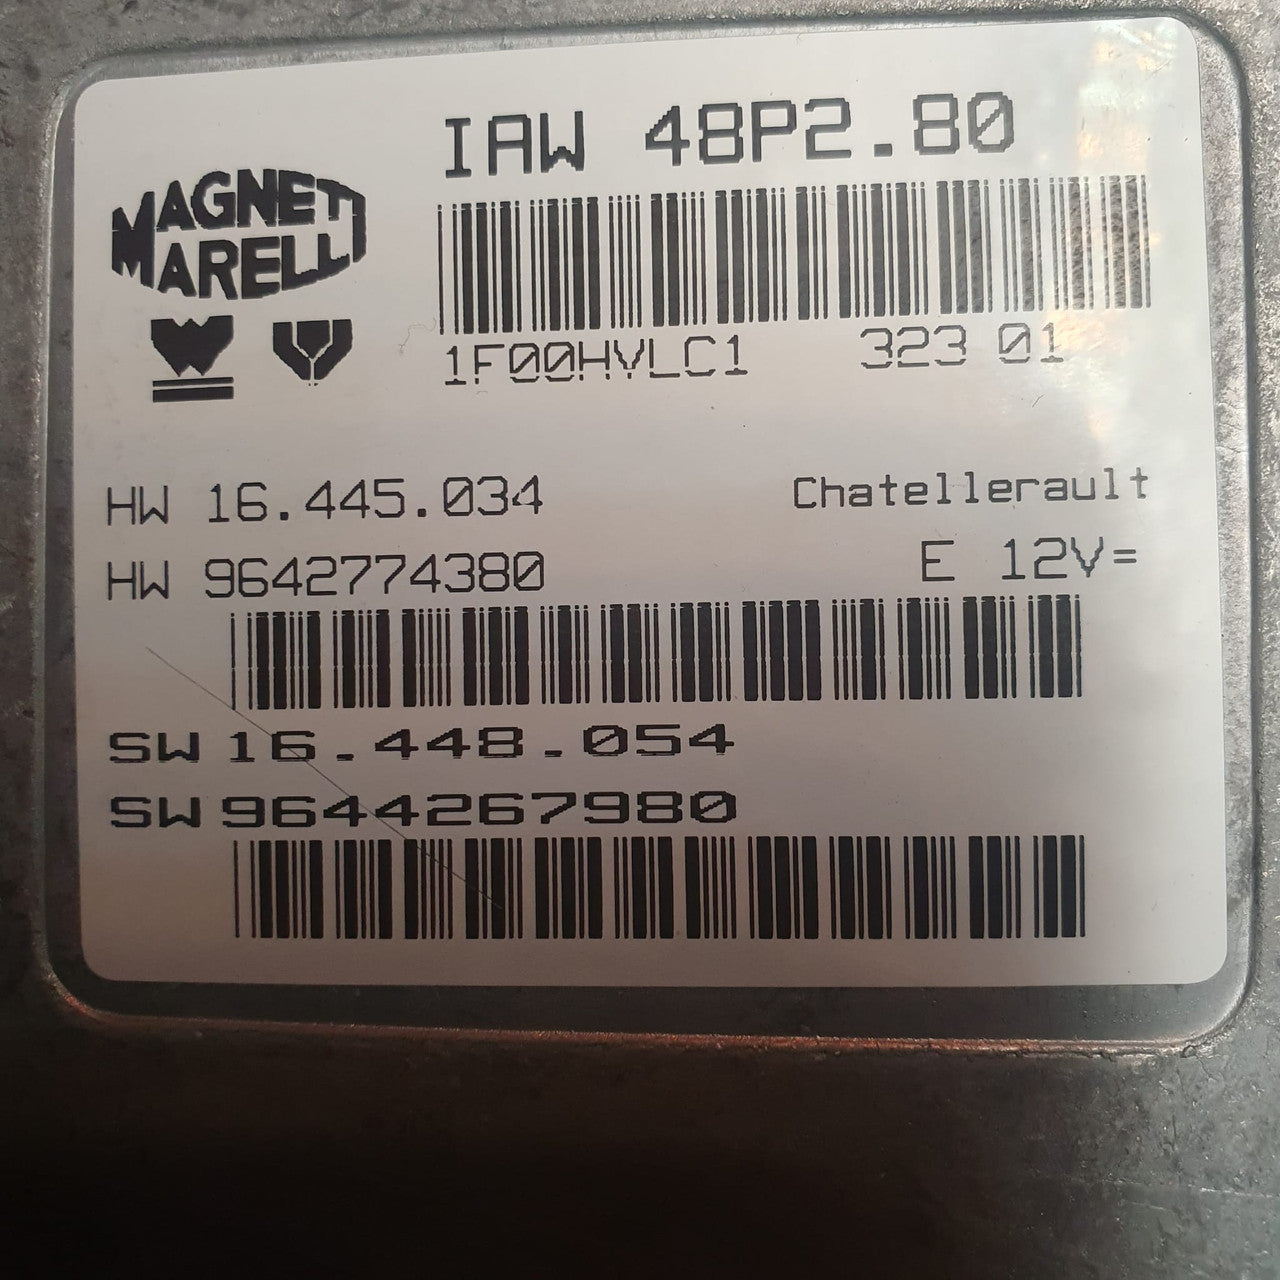 IAW 48P2.80
MAGNETI
MARELLI
1F00HVLC1 323 01
HW 16.445.034 Chatellerault
HW 9642774380 E 12V=
SW 16.448.054
SW 9644267980